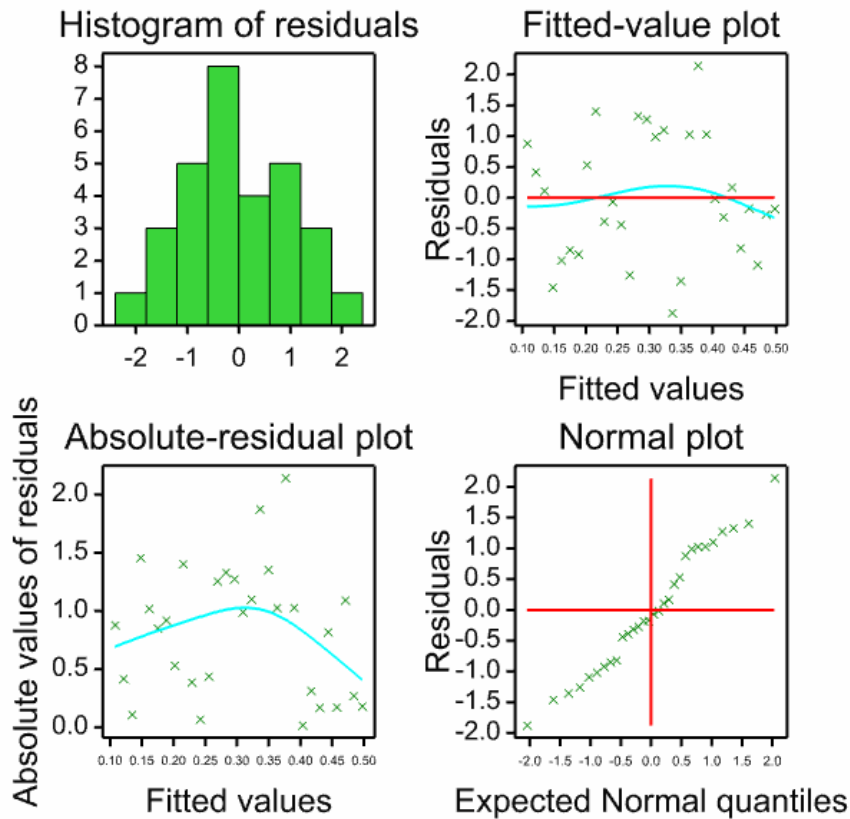 Histogram of residuals
8
7
6
5
4
3
2
1
0
-2 -1 0 1 2
Fitted-value plot
Residuals
2.0
1.5
1.0
0.5
0.0
-0.5
-1.0
-1.5
-2.0
0.10 0.15 0.20 0.25 0.30 0.35 0.40 0.45 0.50
Fitted values
Absolute-residual plot
Absolute values of residuals
2.0
1.5
1.0
0.5
0.0
0.10 0.15 0.20 0.25 0.30 0.35 0.40 0.45 0.50
Fitted values
Normal plot
Residuals
2.0
1.5
1.0
0.5
0.0
-0.5
-1.0
-1.5
-2.0
-2.0 -1.5 -1.0 -0.5 0.0 0.5 1.0 1.5 2.0
Expected Normal quantiles